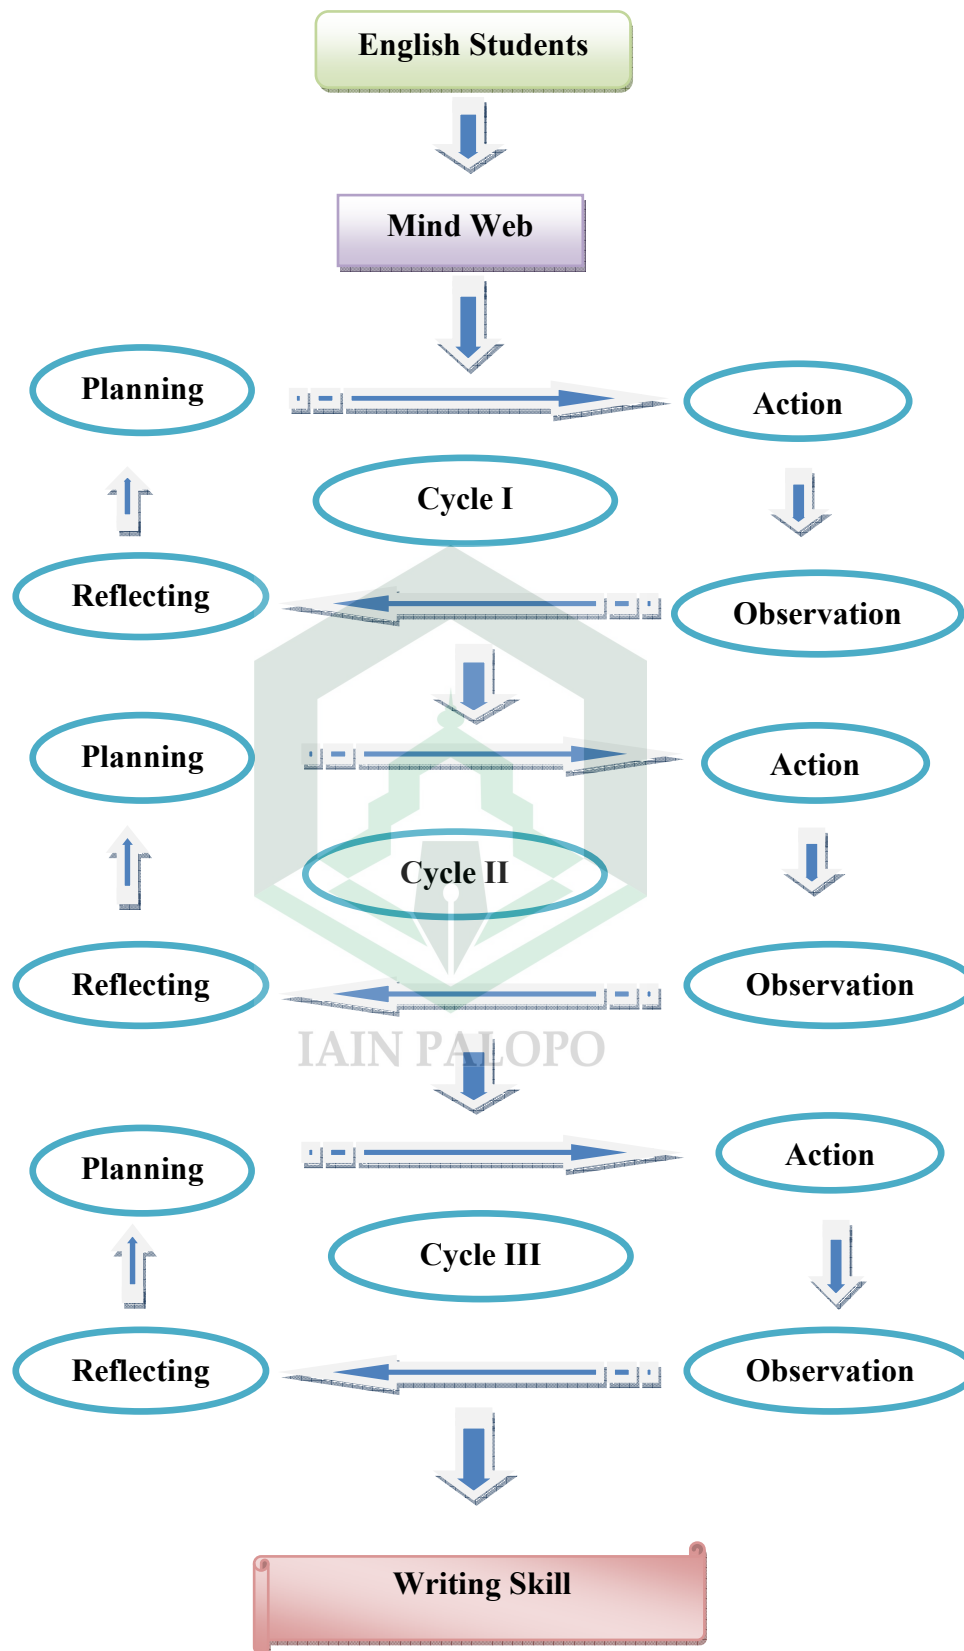 English Students
Mind Web
Planning
Action
Cycle I
Reflecting
Observation
Planning
Action
Cycle II
Reflecting
Observation
IAIN PALOPO
Planning
Action
Cycle III
Reflecting
Observation
Writing Skill